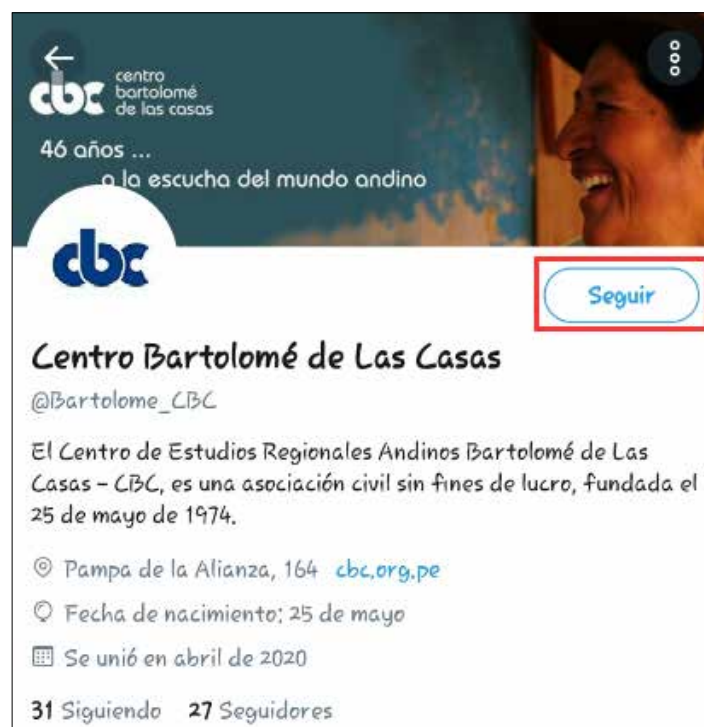 cbc centro
bartolomé
de las casas
46 años ...
a la escucha del mundo andino
cbc
Seguir
Centro Bartolomé de Las Casas
@Bartolome_CBC
El Centro de Estudios Regionales Andinos Bartolomé de Las
Casas – CBC, es una asociación civil sin fines de lucro, fundada el
25 de mayo de 1974.
Pampa de la Alianza, 164 cbc.org.pe
Fecha de nacimiento: 25 de mayo
Se unió en abril de 2020
31 Siguiendo 27 Seguidores